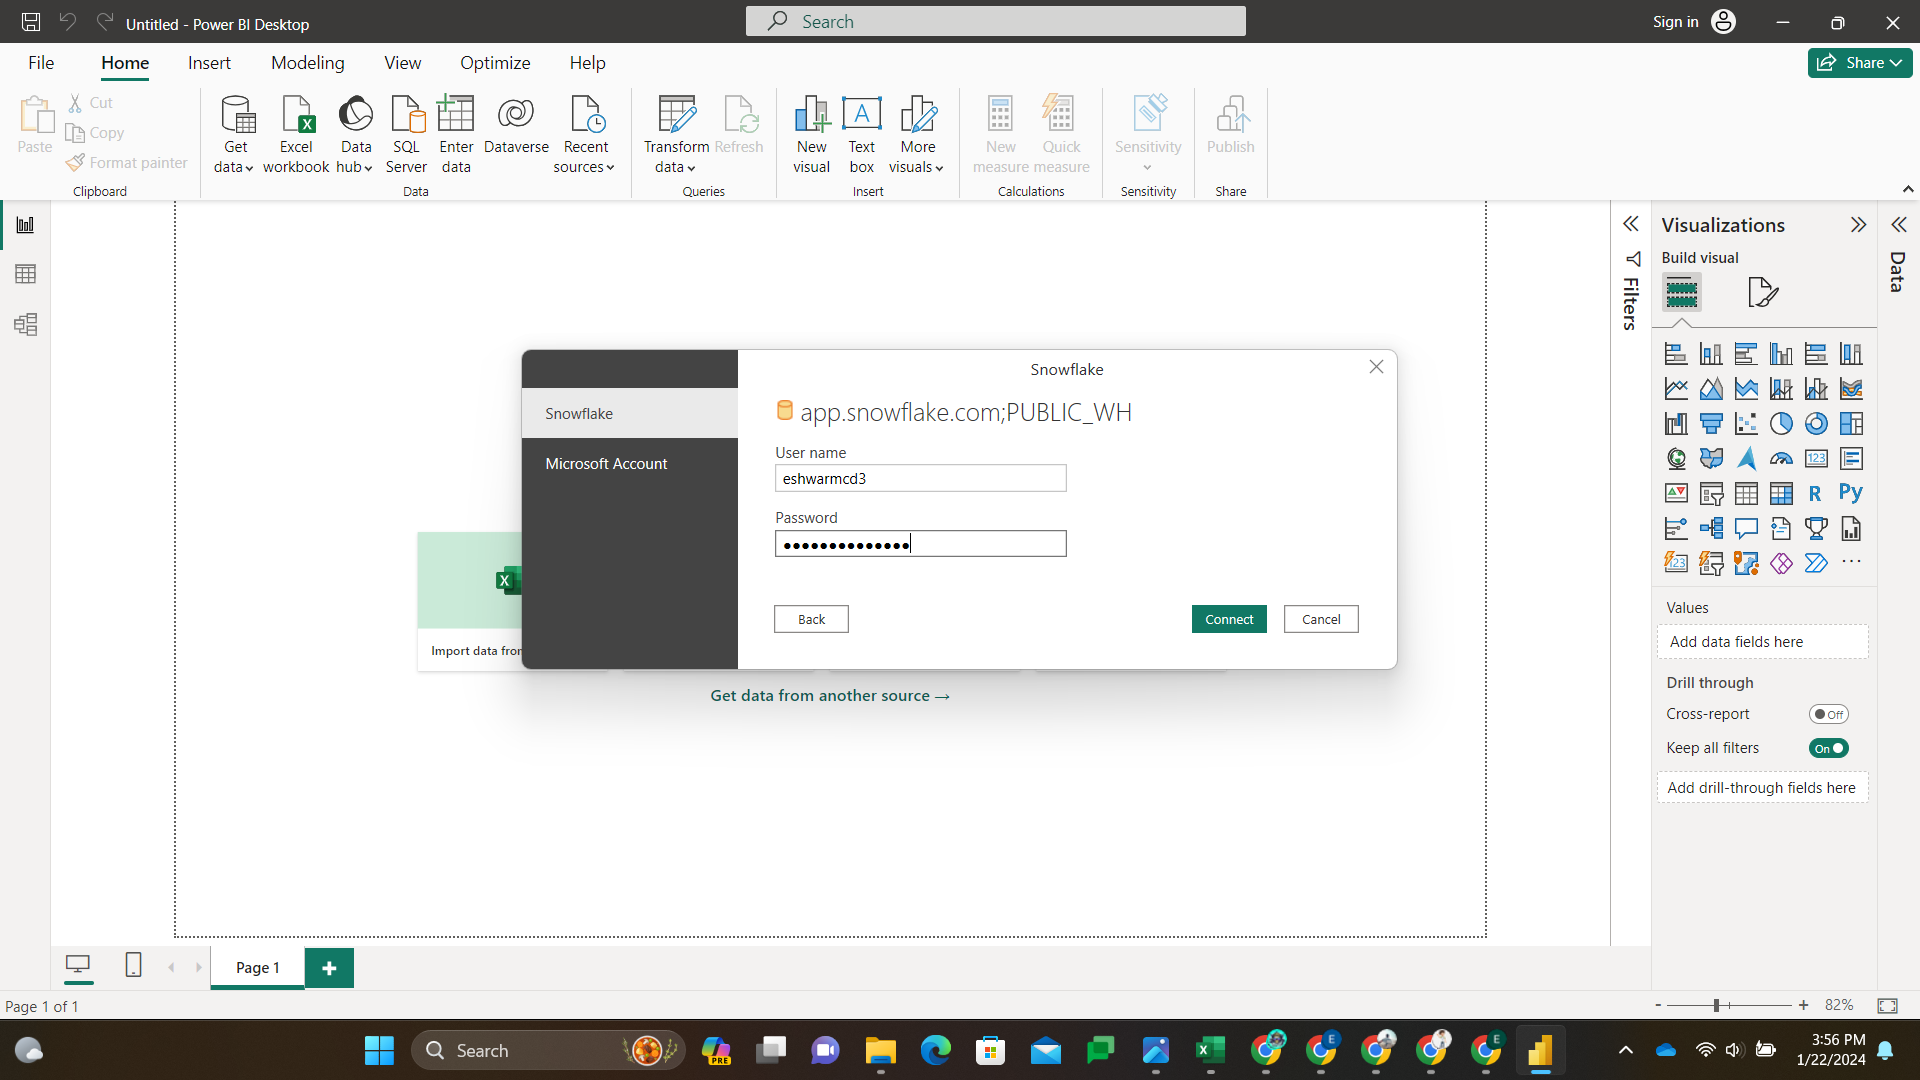 Untitled - Power BI Desktop
Search
Sign in
File
Home
Insert
Modeling
View
Optimize
Help
Share
Paste
Cut
Copy
Format painter
Clipboard
Get data
Excel workbook
Data hub
SQL Server
Enter data
Dataverse
Recent sources
Data
Transform data
Refresh
Queries
New visual
Text box
More visuals
Insert
New measure
Quick measure
Calculations
Sensitivity
Sensitivity
Publish
Share
Filters
Visualizations
Data
Build visual
Snowflake
Snowflake
Microsoft Account
app.snowflake.com;PUBLIC_WH
User name
eshwarmcd3
Password
Back
Connect
Cancel
Import data fro
Get data from another source →
R
Py
123
123
Values
Add data fields here
Drill through
Cross-report
Off
Keep all filters
On
Add drill-through fields here
Page 1
Page 1 of 1
- + 82%
Search
PRE
E
E
3:56 PM
1/22/2024